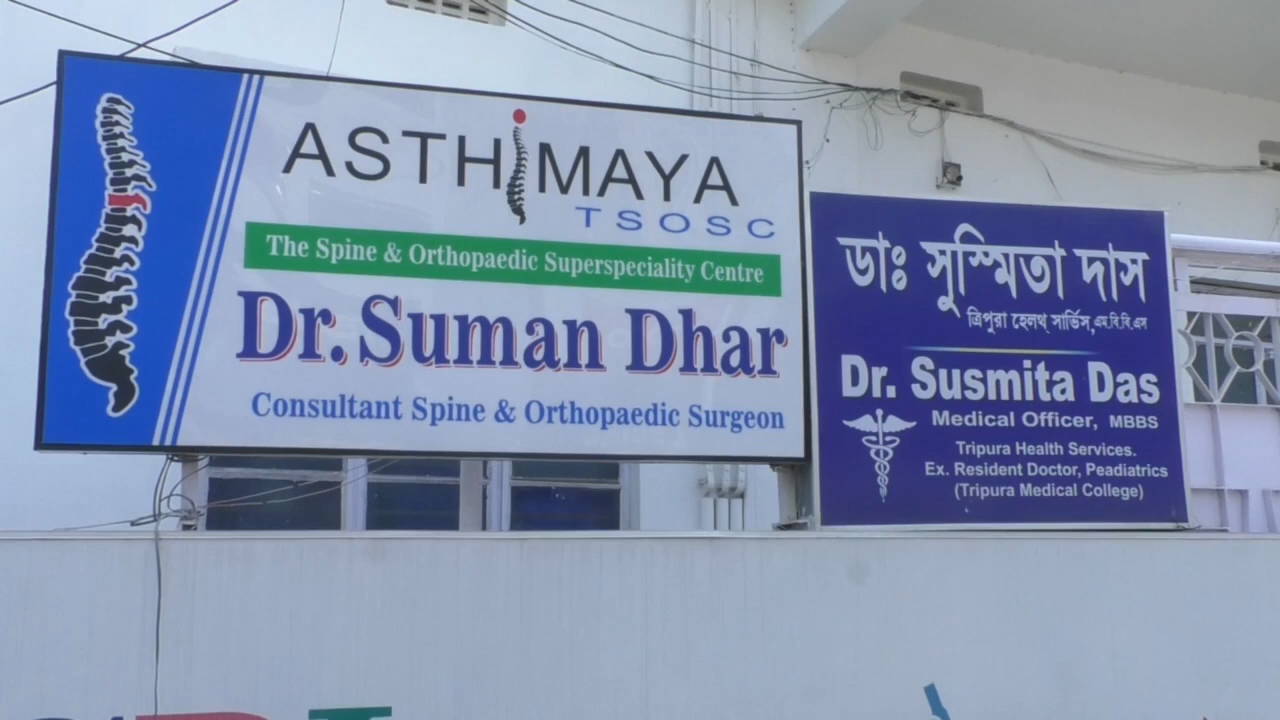 ASTHiMAYA
TSOSC
The Spine & Orthopaedic Superspeciality Centre
Dr. Suman Dhar
Consultant Spine & Orthopaedic Surgeon
ডাঃ সুস্মিতা দাস
ত্রিপুরা হেলথ্ সার্ভিস, এম.বি.বি.এস
Dr. Susmita Das
Medical Officer, MBBS
Tripura Health Services.
Ex. Resident Doctor, Peadiatrics
(Tripura Medical College)